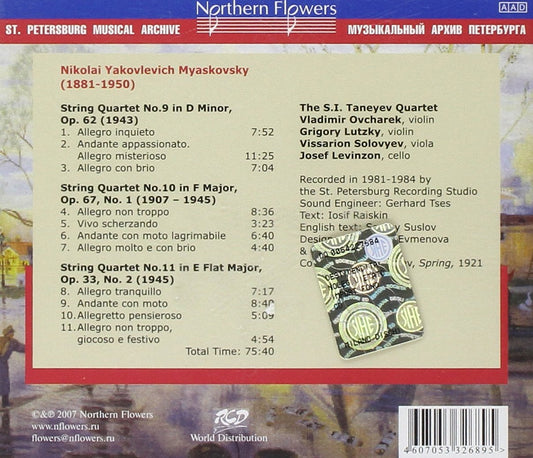 Northern Flowers
AAD
ST. PETERSBURG MUSICAL ARCHIVE
МУЗЫКАЛЬНЫЙ АРХИВ ПЕТЕРБУРГА
Nikolai Yakovlevich Myaskovsky
(1881-1950)
String Quartet No.9 in D Minor,
Op. 62 (1943)
1. Allegro inquieto 7:52
2. Andante appassionato.
Allegro misterioso 11:25
3. Allegro con brio 7:04
String Quartet No.10 in F Major,
Op. 67, No. 1 (1907 – 1945)
4. Allegro non troppo 8:36
5. Vivo scherzando 3:23
6. Andante con moto lagrimabile 6:40
7. Allegro molto e con brio 4:40
String Quartet No.11 in E Flat Major,
Op. 33, No. 2 (1945)
8. Allegro tranquillo 7:17
9. Andante con moto 8:40
10. Allegretto pensieroso 5:09
11. Allegro non troppo,
giocoso e festivo 4:54
Total Time: 75:40
The S.I. Taneyev Quartet
Vladimir Ovcharek, violin
Grigory Lutzky, violin
Vissarion Solovyev, viola
Josef Levinzon, cello
Recorded in 1981-1984 by
the St. Petersburg Recording Studio
Sound Engineer: Gerhard Tses
Text: Iosif Raiskin
English text: Suslov
Evmenova
&
Spring, 1921
SIAE
©&℗ 2007 Northern Flowers
www.nflowers.ru
flowers@nflowers.ru
RCD
World Distribution
4607053326895